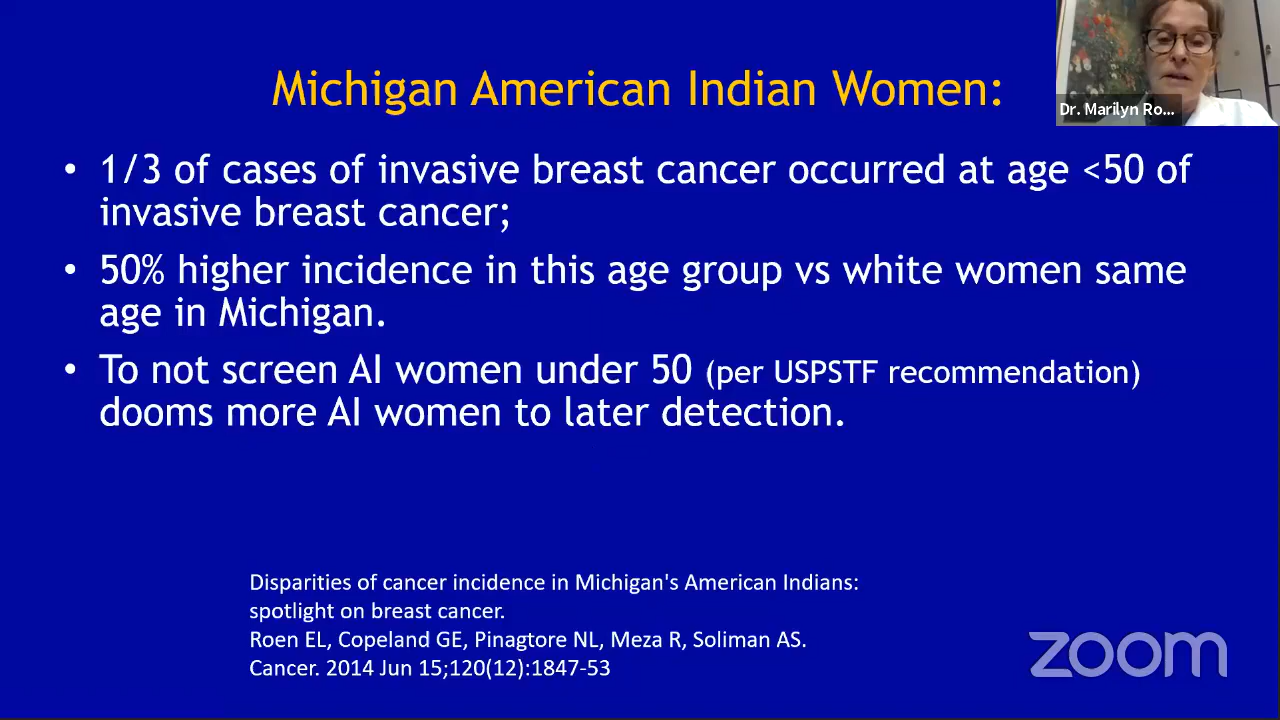 Michigan American Indian Women:
Dr. Marilyn Ro...
• 1/3 of cases of invasive breast cancer occurred at age <50 of
invasive breast cancer;
• 50% higher incidence in this age group vs white women same
age in Michigan.
• To not screen AI women under 50 (per USPSTF recommendation)
dooms more AI women to later detection.
Disparities of cancer incidence in Michigan's American Indians:
spotlight on breast cancer.
Roen EL, Copeland GE, Pinagtore NL, Meza R, Soliman AS.
Cancer. 2014 Jun 15;120(12):1847-53
zoom